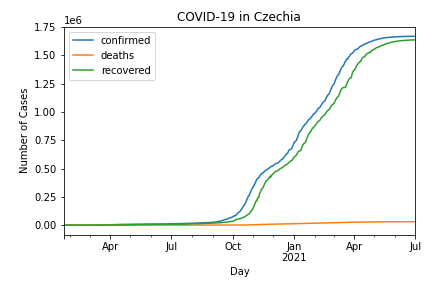 COVID-19 in Czechia
1e6
1.75
1.50
1.25
1.00
0.75
0.50
0.25
0.00
Number of Cases
confirmed
deaths
recovered
Apr
Jul
Oct
Jan
2021
Apr
Jul
Day